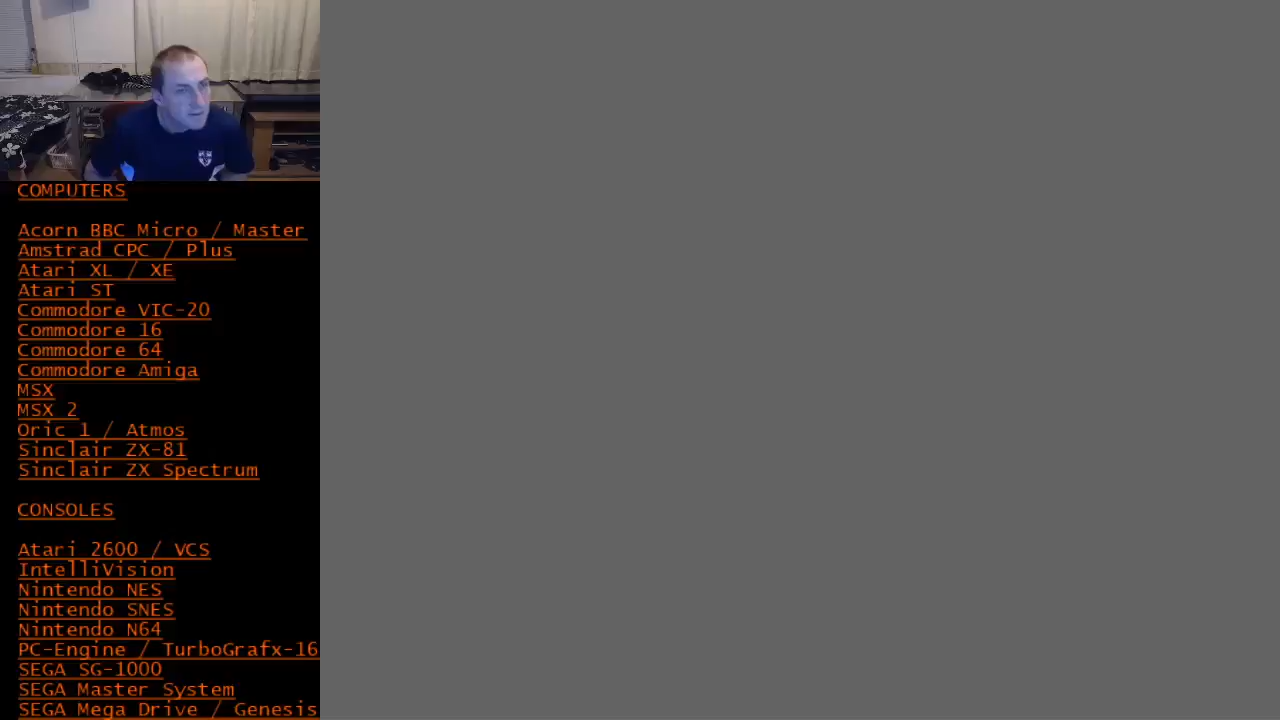 COMPUTERS
Acorn BBC Micro / Master
Amstrad CPC / Plus
Atari XL / XE
Atari ST
Commodore VIC-20
Commodore 16
Commodore 64
Commodore Amiga
MSX
MSX 2
Oric 1 / Atmos
Sinclair ZX-81
Sinclair ZX Spectrum
CONSOLES
Atari 2600 / VCS
IntelliVision
Nintendo NES
Nintendo SNES
Nintendo N64
PC-Engine / TurboGrafx-16
SEGA SG-1000
SEGA Master System
SEGA Mega Drive / Genesis